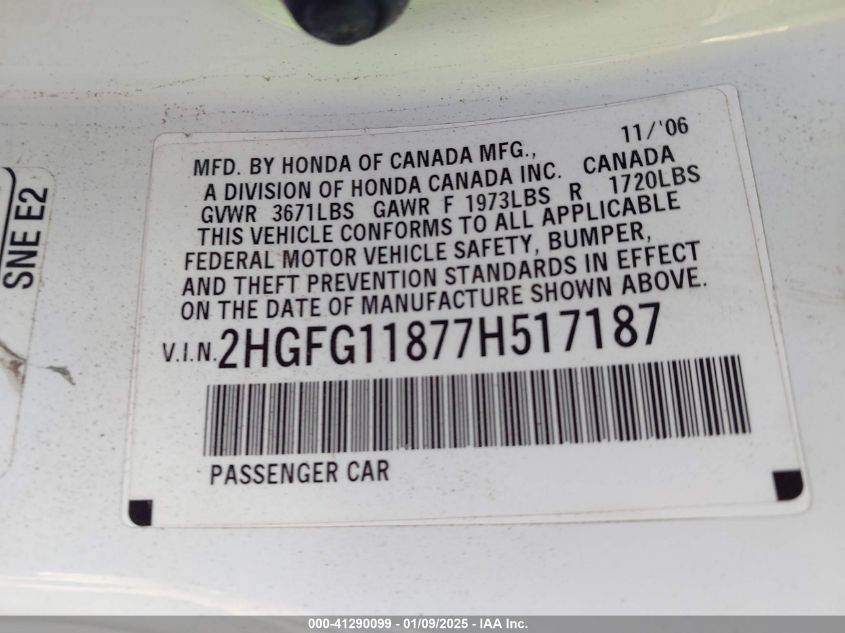 11/'06
MFD. BY HONDA OF CANADA MFG.,
A DIVISION OF HONDA CANADA INC. CANADA
GVWR 3671LBS GAWR F 1973LBS R 1720LBS
THIS VEHICLE CONFORMS TO ALL APPLICABLE
FEDERAL MOTOR VEHICLE SAFETY, BUMPER,
AND THEFT PREVENTION STANDARDS IN EFFECT
ON THE DATE OF MANUFACTURE SHOWN ABOVE.
V.I.N. 2HGFG11877H517187
PASSENGER CAR
SNE E2
000-41290099 - 01/09/2025 - IAA Inc.